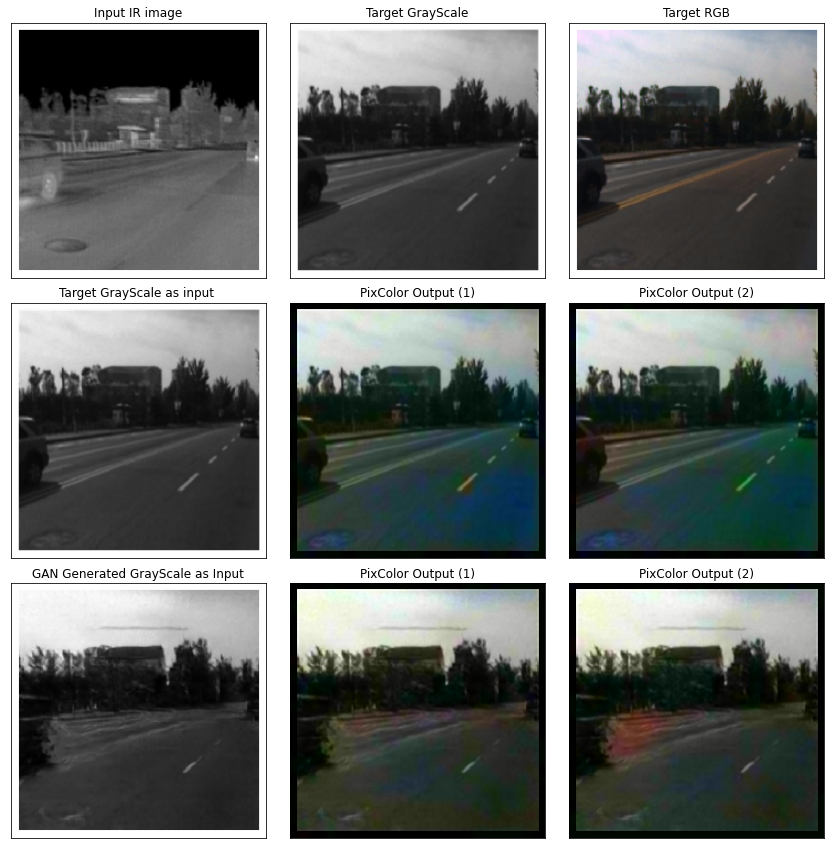 Input IR image
Target GrayScale
Target RGB
Target GrayScale as input
PixColor Output (1)
PixColor Output (2)
GAN Generated GrayScale as Input
PixColor Output (1)
PixColor Output (2)